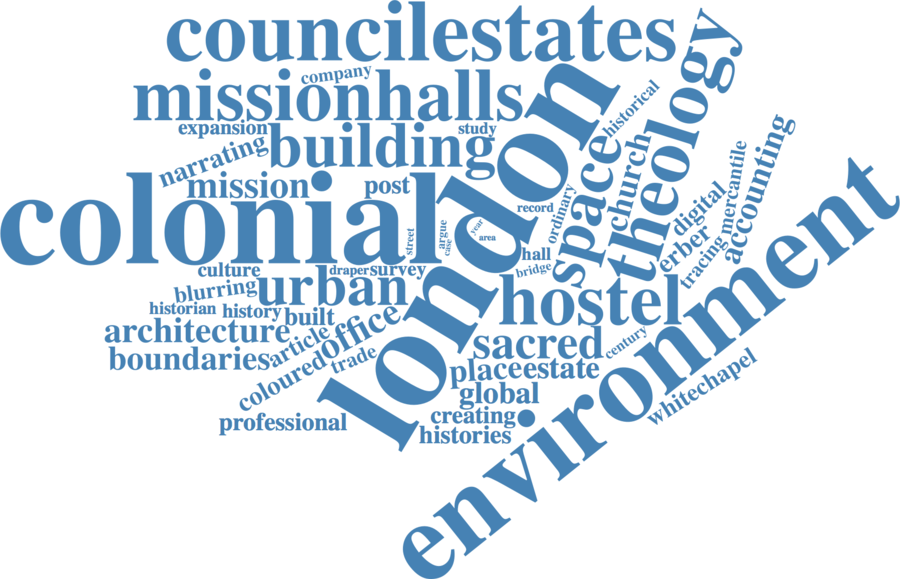 councilestates
company
missionhalls
expansion
study
building
narrating
mission
post
colonial
london
historical
theology
space
church
ordinary
record
year
area
argue
case
street
hall
bridge
digital
mercantile
accounting
erber
tracing
culture
draper
survey
blurring
urban
hostel
environment
historian
history
built
architecture
article
office
boundaries
coloured
trade
sacred
century
place
estate
global
whitechapel
professional
creating
histories